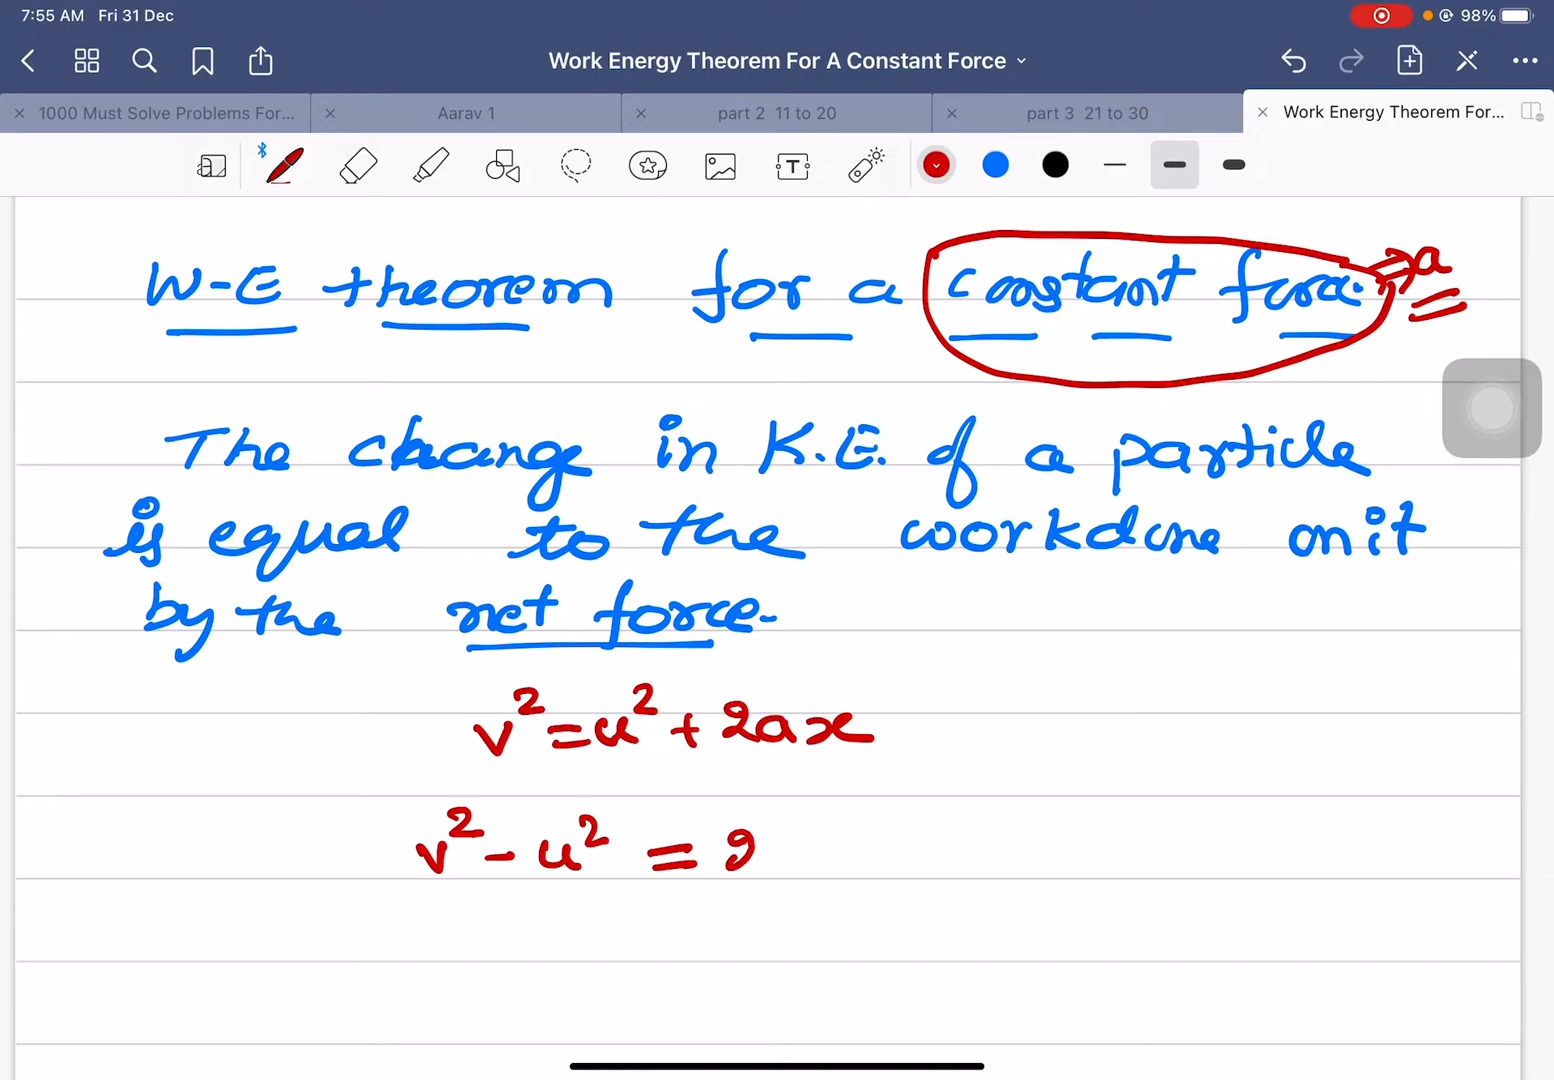 7:55 AM Fri 31 Dec 98%
Work Energy Theorem For A Constant Force
1000 Must Solve Problems For... Aarav 1 part 2 11 to 20 part 3 21 to 30 Work Energy Theorem For...
W-E theorem for a constant force. ⇒ a
The change in K.E. of a particle
is equal to the workdone on it
by the net force.
v² = u² + 2ax
v² - u² =